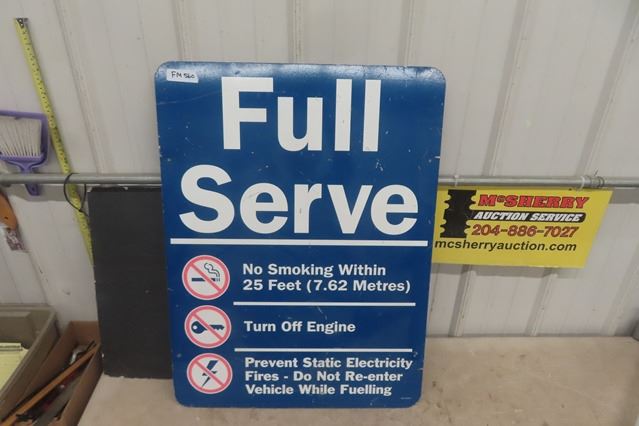 FM 560
Full
Serve
No Smoking Within
25 Feet (7.62 Metres)
Turn Off Engine
Prevent Static Electricity
Fires - Do Not Re-enter
Vehicle While Fuelling
McSHERRY
AUCTION SERVICE
204-886-7027
mcsherryauction.com